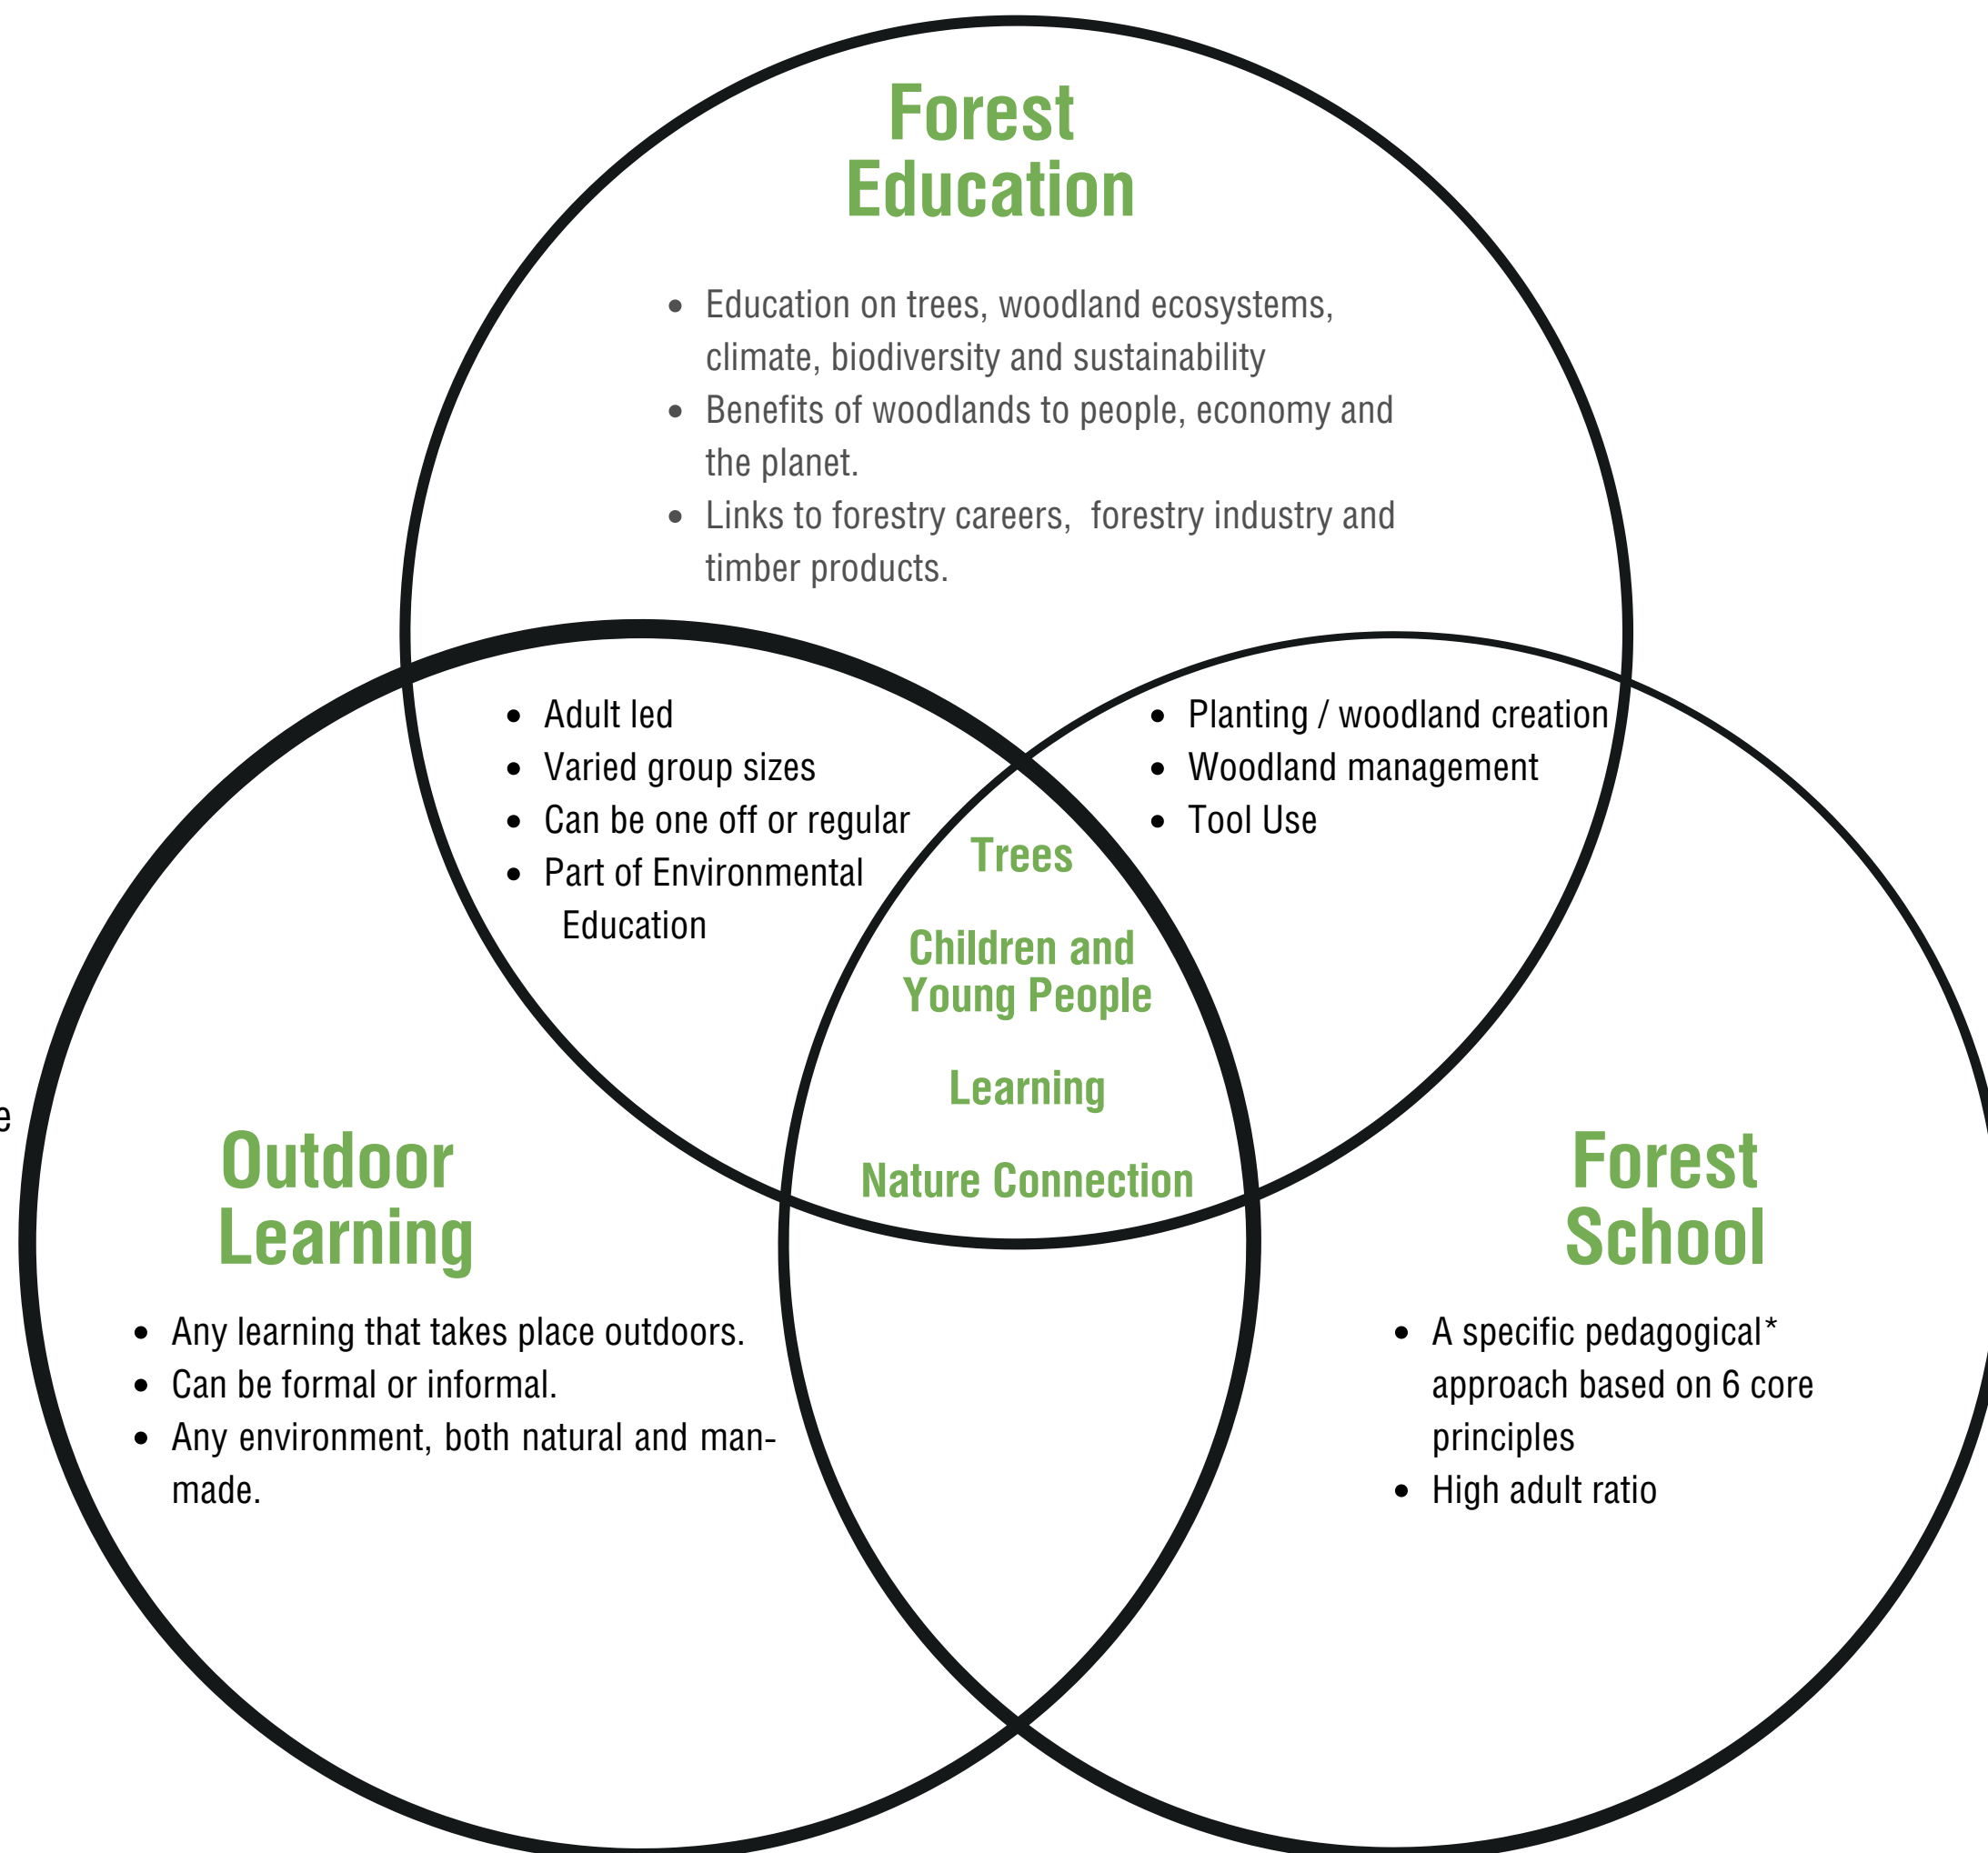 Forest
Education
• Education on trees, woodland ecosystems,
climate, biodiversity and sustainability
• Benefits of woodlands to people, economy and
the planet.
• Links to forestry careers,  forestry industry and
timber products.
• Adult led
• Varied group sizes
• Can be one off or regular
• Part of Environmental
Education
• Planting / woodland creation
• Woodland management
• Tool Use
Trees
Children and
Young People
Learning
Nature Connection
e
Outdoor
Learning
• Any learning that takes place outdoors.
• Can be formal or informal.
• Any environment, both natural and man-
made.
Forest
School
• A specific pedagogical*
approach based on 6 core
principles
• High adult ratio